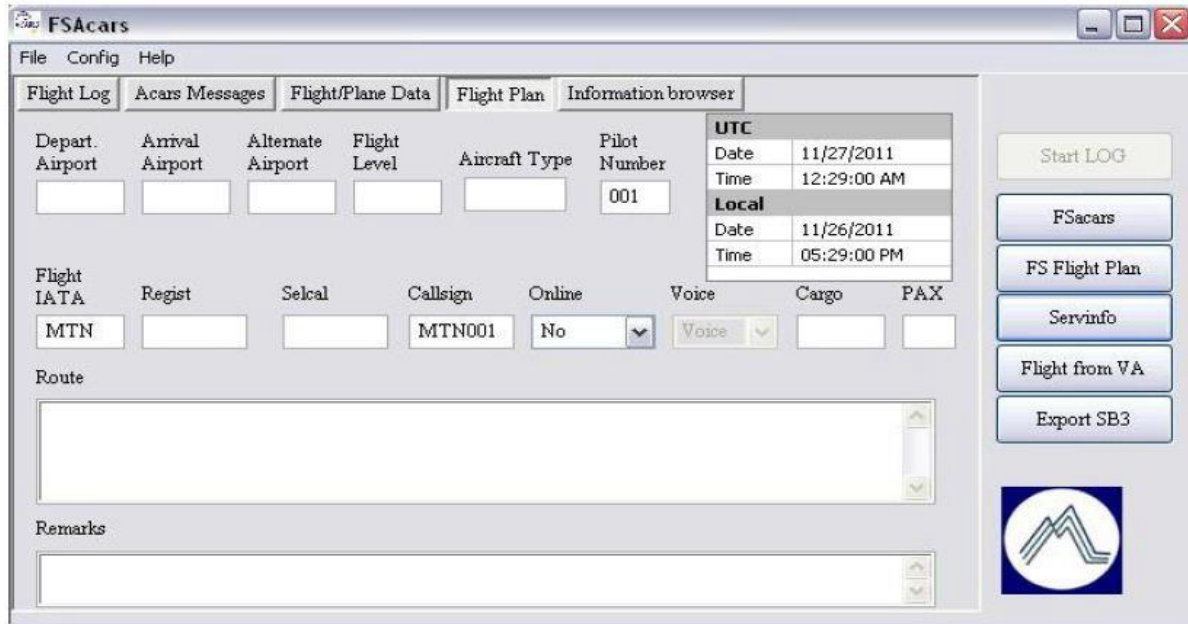 FSAcars
File Config Help
Flight Log Acars Messages Flight/Plane Data Flight Plan Information browser
Depart. Airport
Arrival Airport
Alternate Airport
Flight Level
Aircraft Type
Pilot Number
001
UTC
Date 11/27/2011
Time 12:29:00 AM
Local
Date 11/26/2011
Time 05:29:00 PM
Flight IATA
Regist
Selcal
Callsign
Online
Voice
Cargo
PAX
MTN
MTN001
No
Voice
Route
Remarks
Start LOG
FSacars
FS Flight Plan
Servinfo
Flight from VA
Export SB3